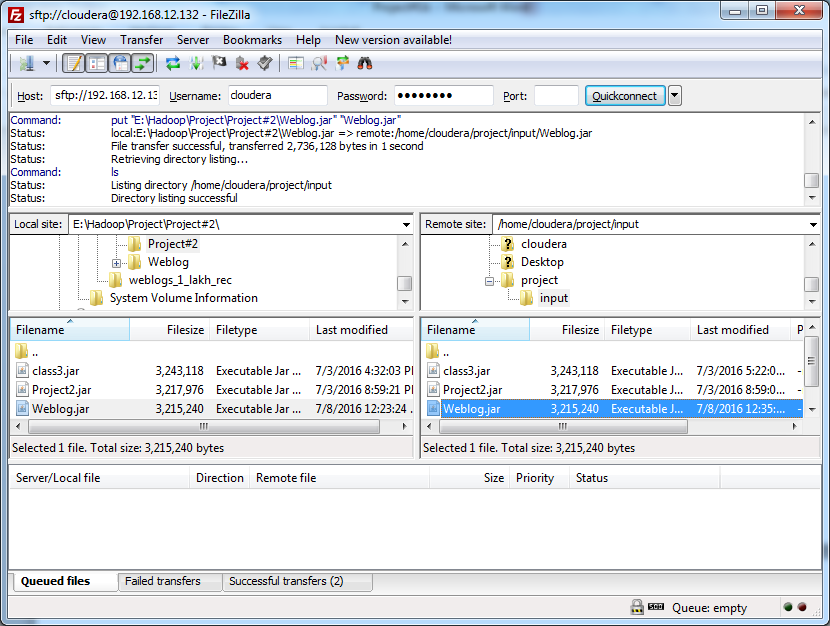 sftp://cloudera@192.168.12.132 - FileZilla
File Edit View Transfer Server Bookmarks Help New version available!
Host: sftp://192.168.12.13 Username: cloudera Password: ●●●●●●●● Port: Quickconnect
Command: put "E:\Hadoop\Project\Project#2\Weblog.jar" "Weblog.jar"
Status: local:E:\Hadoop\Project\Project#2\Weblog.jar => remote:/home/cloudera/project/input/Weblog.jar
Status: File transfer successful, transferred 2,736,128 bytes in 1 second
Status: Retrieving directory listing...
Command: ls
Status: Listing directory /home/cloudera/project/input
Status: Directory listing successful
Local site: E:\Hadoop\Project\Project#2\
Project#2
Weblog
weblogs_1_lakh_rec
System Volume Information
Filename Filesize Filetype Last modified
..
class3.jar 3,243,118 Executable Jar ... 7/3/2016 4:32:03 P
Project2.jar 3,217,976 Executable Jar ... 7/3/2016 8:59:21 P
Weblog.jar 3,215,240 Executable Jar ... 7/8/2016 12:23:24
Selected 1 file. Total size: 3,215,240 bytes
Remote site: /home/cloudera/project/input
? cloudera
? Desktop
project
input
Filename Filesize Filetype Last modified P
..
class3.jar 3,243,118 Executable J... 7/3/2016 5:22:0... -
Project2.jar 3,217,976 Executable J... 7/3/2016 8:59:0... -
Weblog.jar 3,215,240 Executable J... 7/8/2016 12:35:... -
Selected 1 file. Total size: 3,215,240 bytes
Server/Local file Direction Remote file Size Priority Status
Queued files Failed transfers Successful transfers (2)
Queue: empty